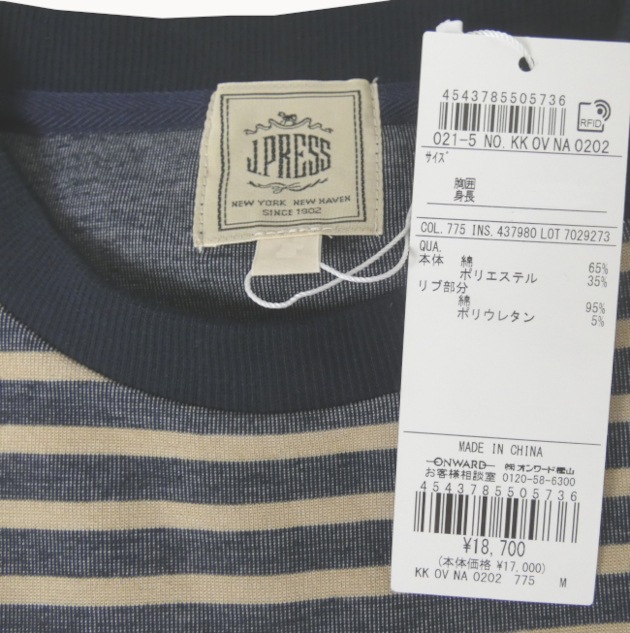 J.PRESS
NEW YORK NEW HAVEN
SINCE 1902
4543785505736
RFID
021-5 NO. KK OV NA 0202
サイズ
胸囲
身長
COL. 775 INS. 437980 LOT 7029273
QUA.
本体 綿 65%
ポリエステル 35%
リブ部分
綿 95%
ポリウレタン 5%
MADE IN CHINA
ONWARD ㈱オンワード樫山
お客様相談室 0120-58-6300
4543785505736
¥18,700
(本体価格 ¥17,000)
KK OV NA 0202 775 M